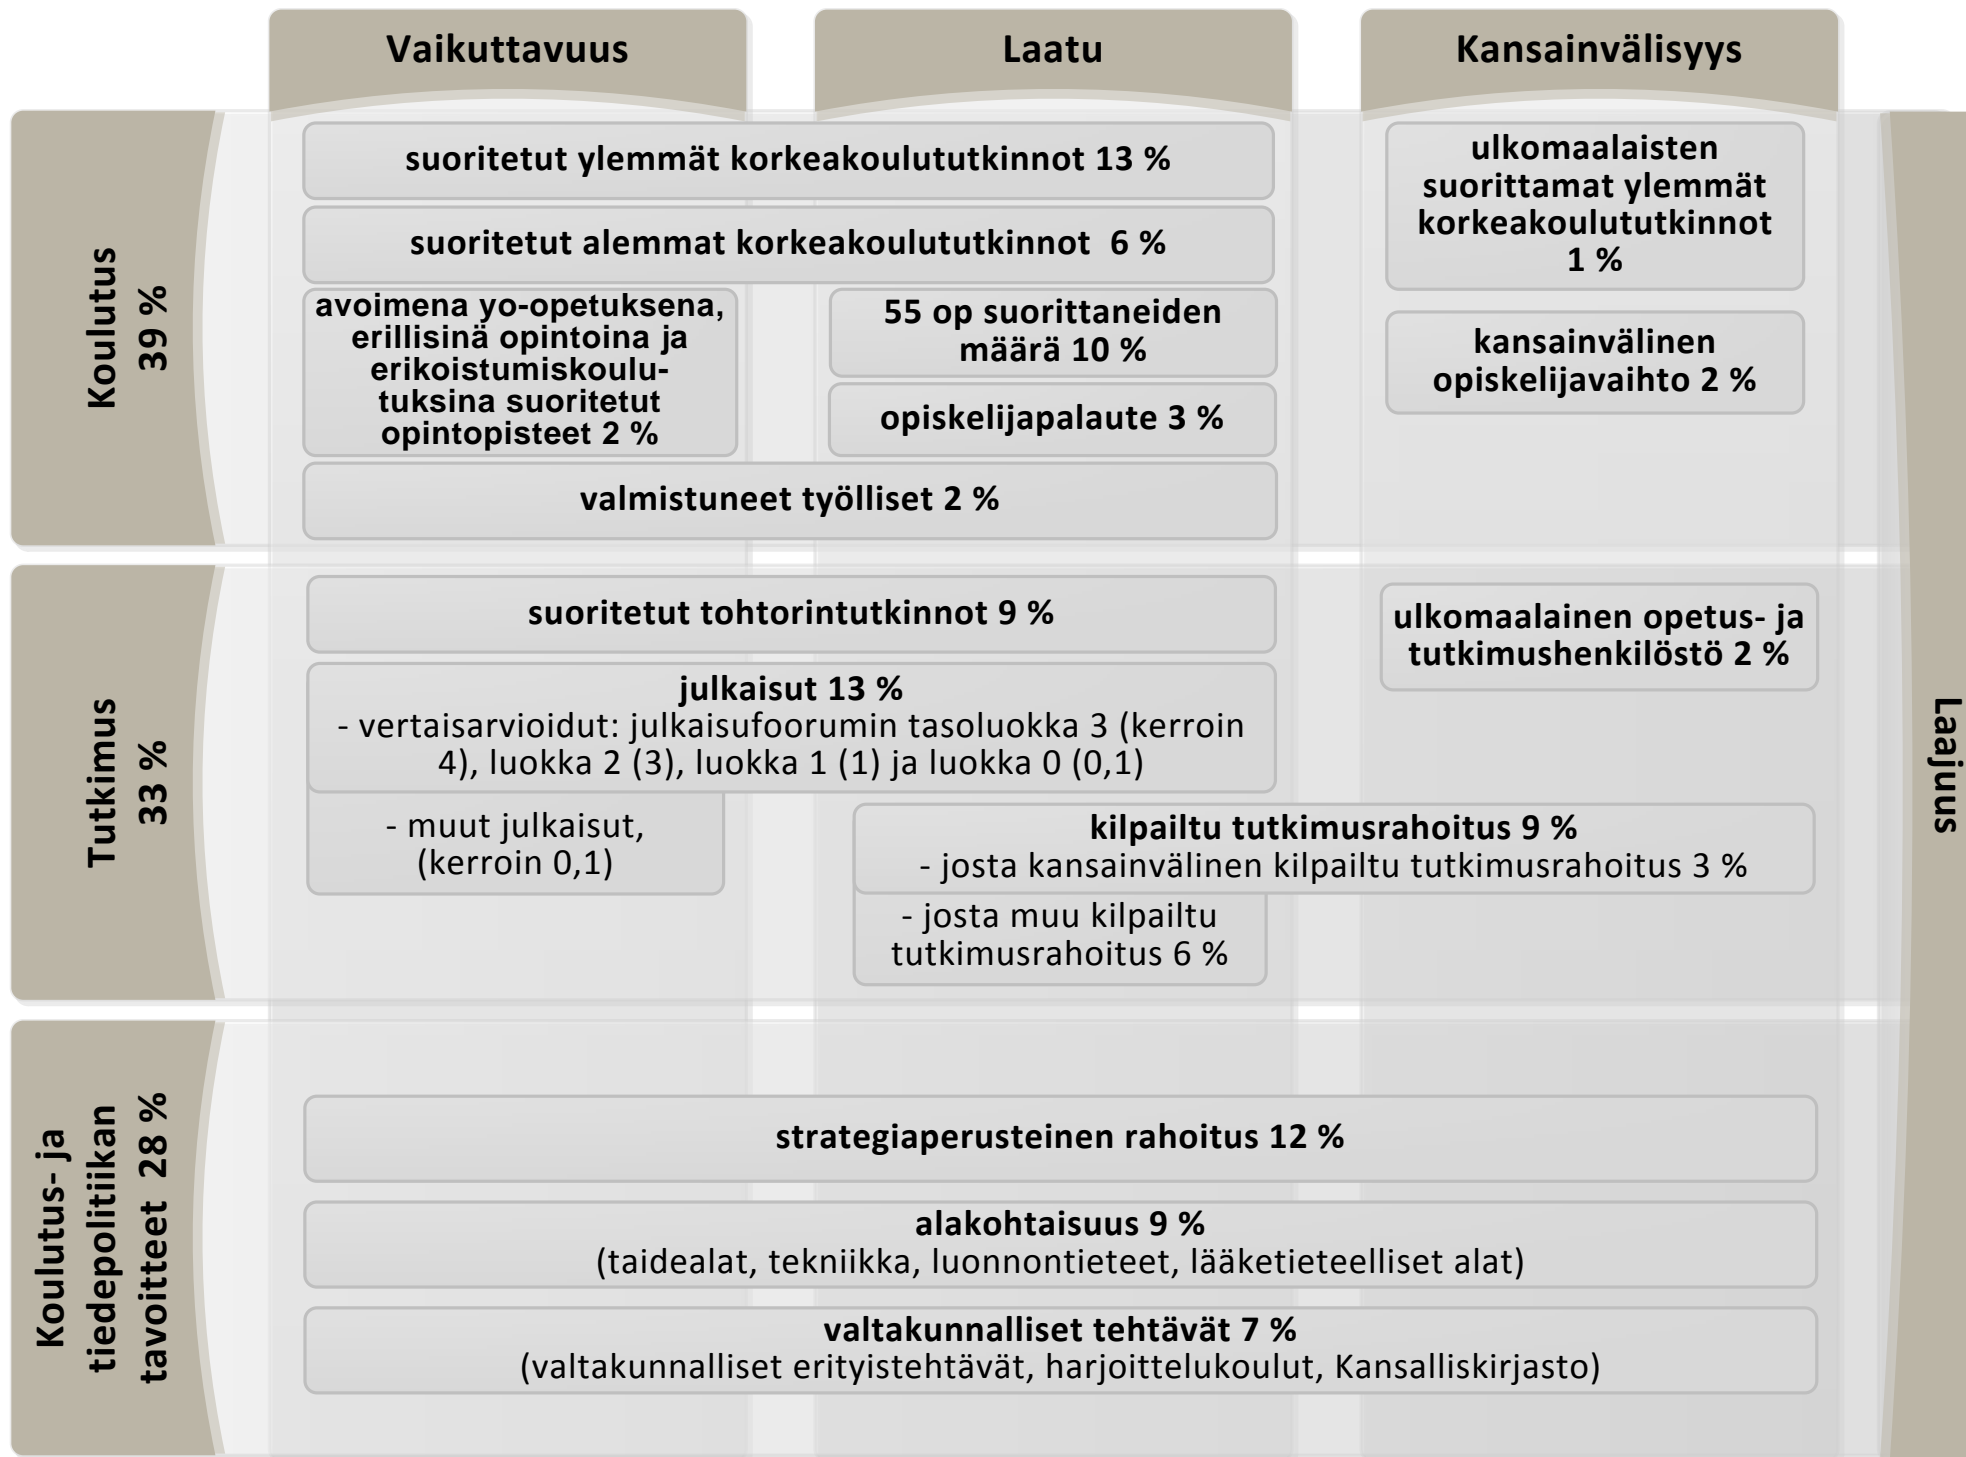 Vaikuttavuus
Laatu
Kansainvälisyys
Koulutus
39 %
suoritetut ylemmät korkeakoulututkinnot 13 %
suoritetut alemmat korkeakoulututkinnot  6 %
avoimena yo-opetuksena,
erillisinä opintoina ja
erikoistumiskoulu-
tuksina suoritetut
opintopisteet 2 %
55 op suorittaneiden
määrä 10 %
opiskelijapalaute 3 %
valmistuneet työlliset 2 %
ulkomaalaisten
suorittamat ylemmät
korkeakoulututkinnot
1 %
kansainvälinen
opiskelijavaihto 2 %
Tutkimus
33 %
suoritetut tohtorintutkinnot 9 %
julkaisut 13 %
- vertaisarvioidut: julkaisufoorumin tasoluokka 3 (kerroin
4), luokka 2 (3), luokka 1 (1) ja luokka 0 (0,1)
- muut julkaisut,
(kerroin 0,1)
ulkomaalainen opetus- ja
tutkimushenkilöstö 2 %
kilpailtu tutkimusrahoitus 9 %
- josta kansainvälinen kilpailtu tutkimusrahoitus 3 %
- josta muu kilpailtu
tutkimusrahoitus 6 %
Koulutus- ja
tiedepolitiikan
tavoitteet  28 %
strategiaperusteinen rahoitus 12 %
alakohtaisuus 9 %
(taidealat, tekniikka, luonnontieteet, lääketieteelliset alat)
valtakunnalliset tehtävät 7 %
(valtakunnalliset erityistehtävät, harjoittelukoulut, Kansalliskirjasto)
Laajuus